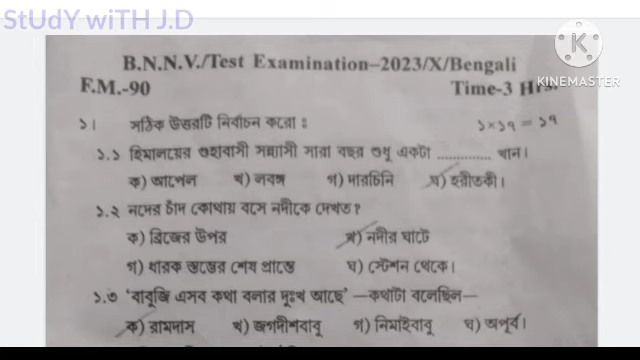 StUdY wiTH J.D
B.N.N.V./Test Examination–2023/X/Bengali
KINEMASTER
F.M.-90 Time-3 Hrs.
১। সঠিক উত্তরটি নির্বাচন করো ঃ ১×১৭ = ১৭
১.১ হিমালয়ের গুহাবাসী সন্ন্যাসী সারা বছর শুধু একটা .............. খান।
ক) আপেল খ) লবঙ্গ গ) দারচিনি ঘ) হরীতকী।
১.২ নদের চাঁদ কোথায় বসে নদীকে দেখত?
ক) ব্রিজের উপর খ) নদীর ঘাটে
গ) ধারক স্তম্ভের শেষ প্রান্তে ঘ) স্টেশন থেকে।
১.৩ 'বাবুজি এসব কথা বলার দুঃখ আছে' —কথাটা বলেছিল—
ক) রামদাস খ) জগদীশবাবু গ) নিমাইবাবু ঘ) অপূর্ব।